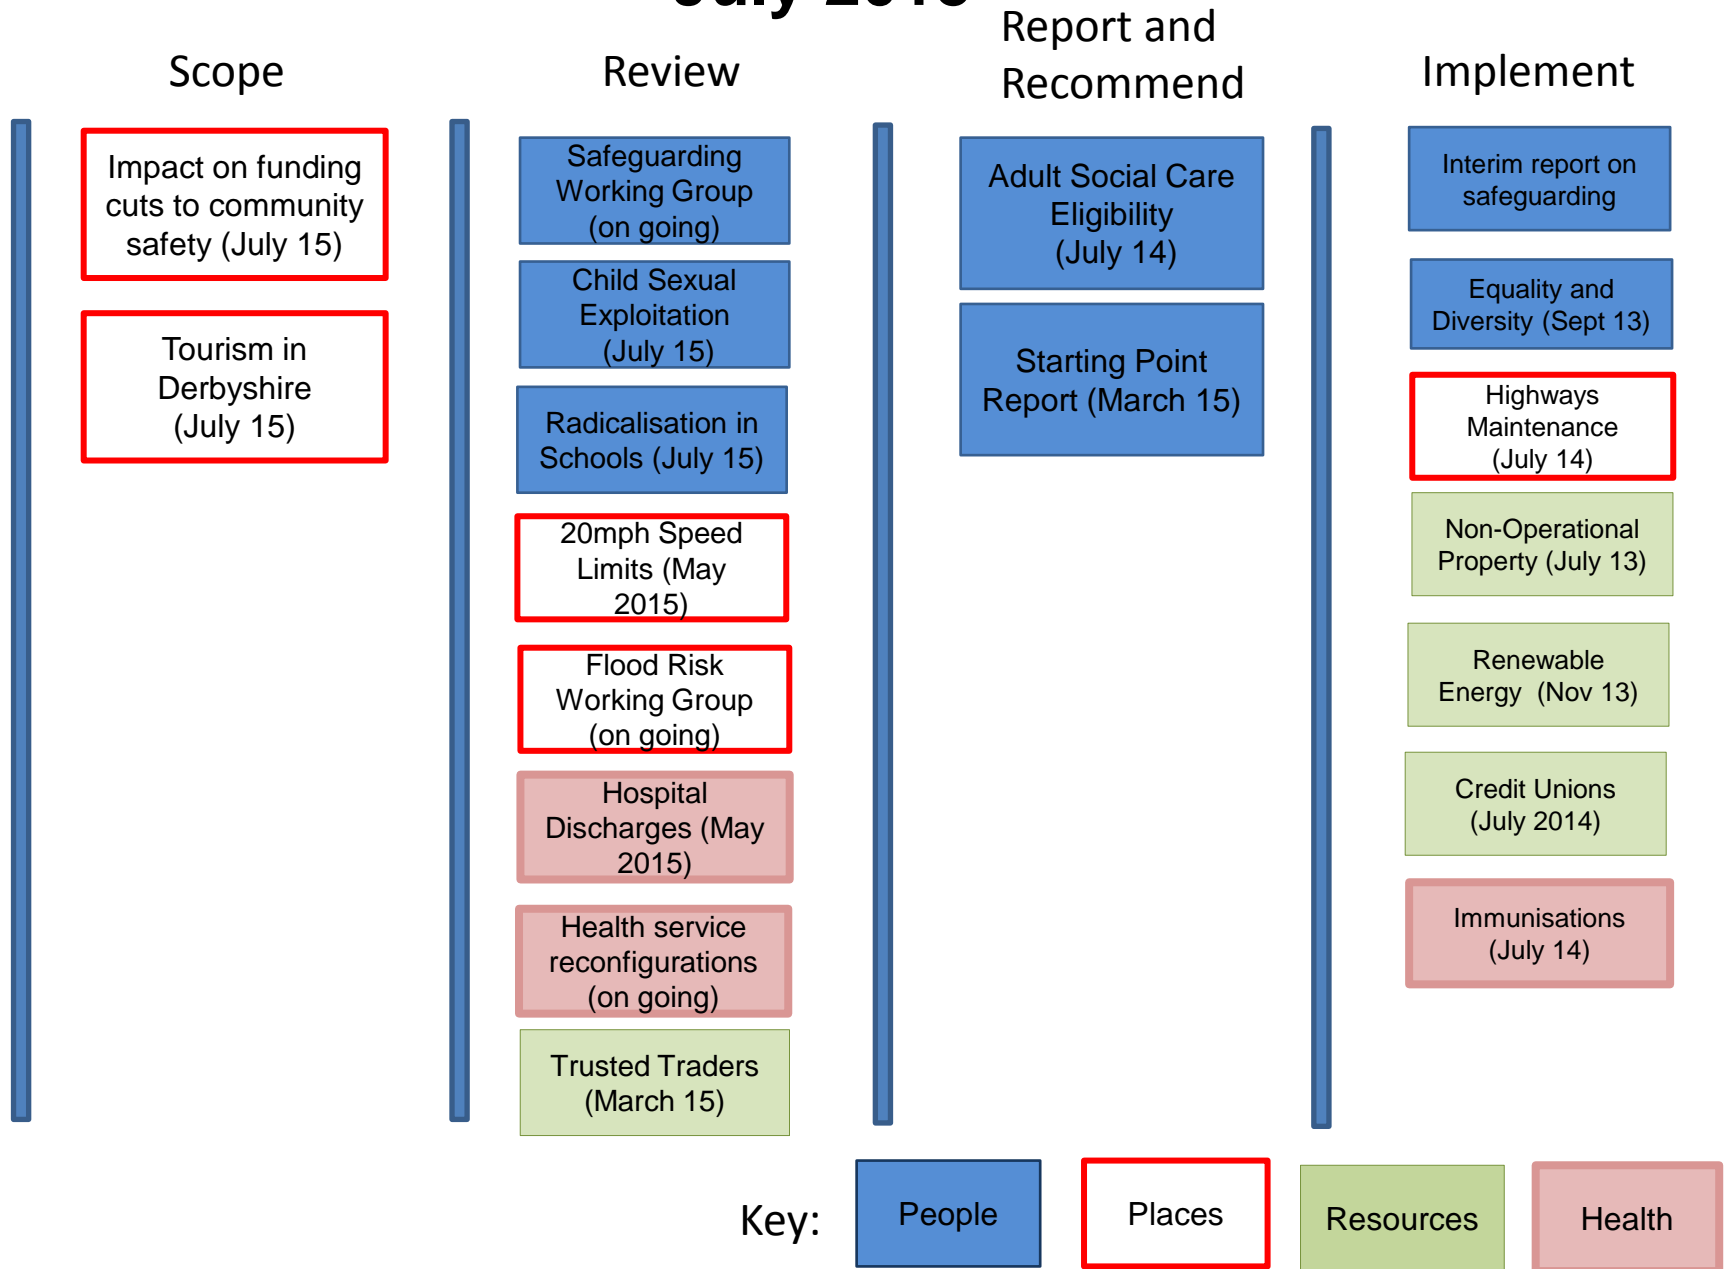 July 2015
Scope
Review
Report and
Recommend
Implement
Impact on funding
cuts to community
safety (July 15)
Tourism in
Derbyshire
(July 15)
Safeguarding
Working Group
(on going)
Child Sexual
Exploitation
(July 15)
Radicalisation in
Schools (July 15)
20mph Speed
Limits (May
2015)
Flood Risk
Working Group
(on going)
Hospital
Discharges (May
2015)
Health service
reconfigurations
(on going)
Trusted Traders
(March 15)
Adult Social Care
Eligibility
(July 14)
Starting Point
Report (March 15)
Interim report on
safeguarding
Equality and
Diversity (Sept 13)
Highways
Maintenance
(July 14)
Non-Operational
Property (July 13)
Renewable
Energy  (Nov 13)
Credit Unions
(July 2014)
Immunisations
(July 14)
Key:
People
Places
Resources
Health